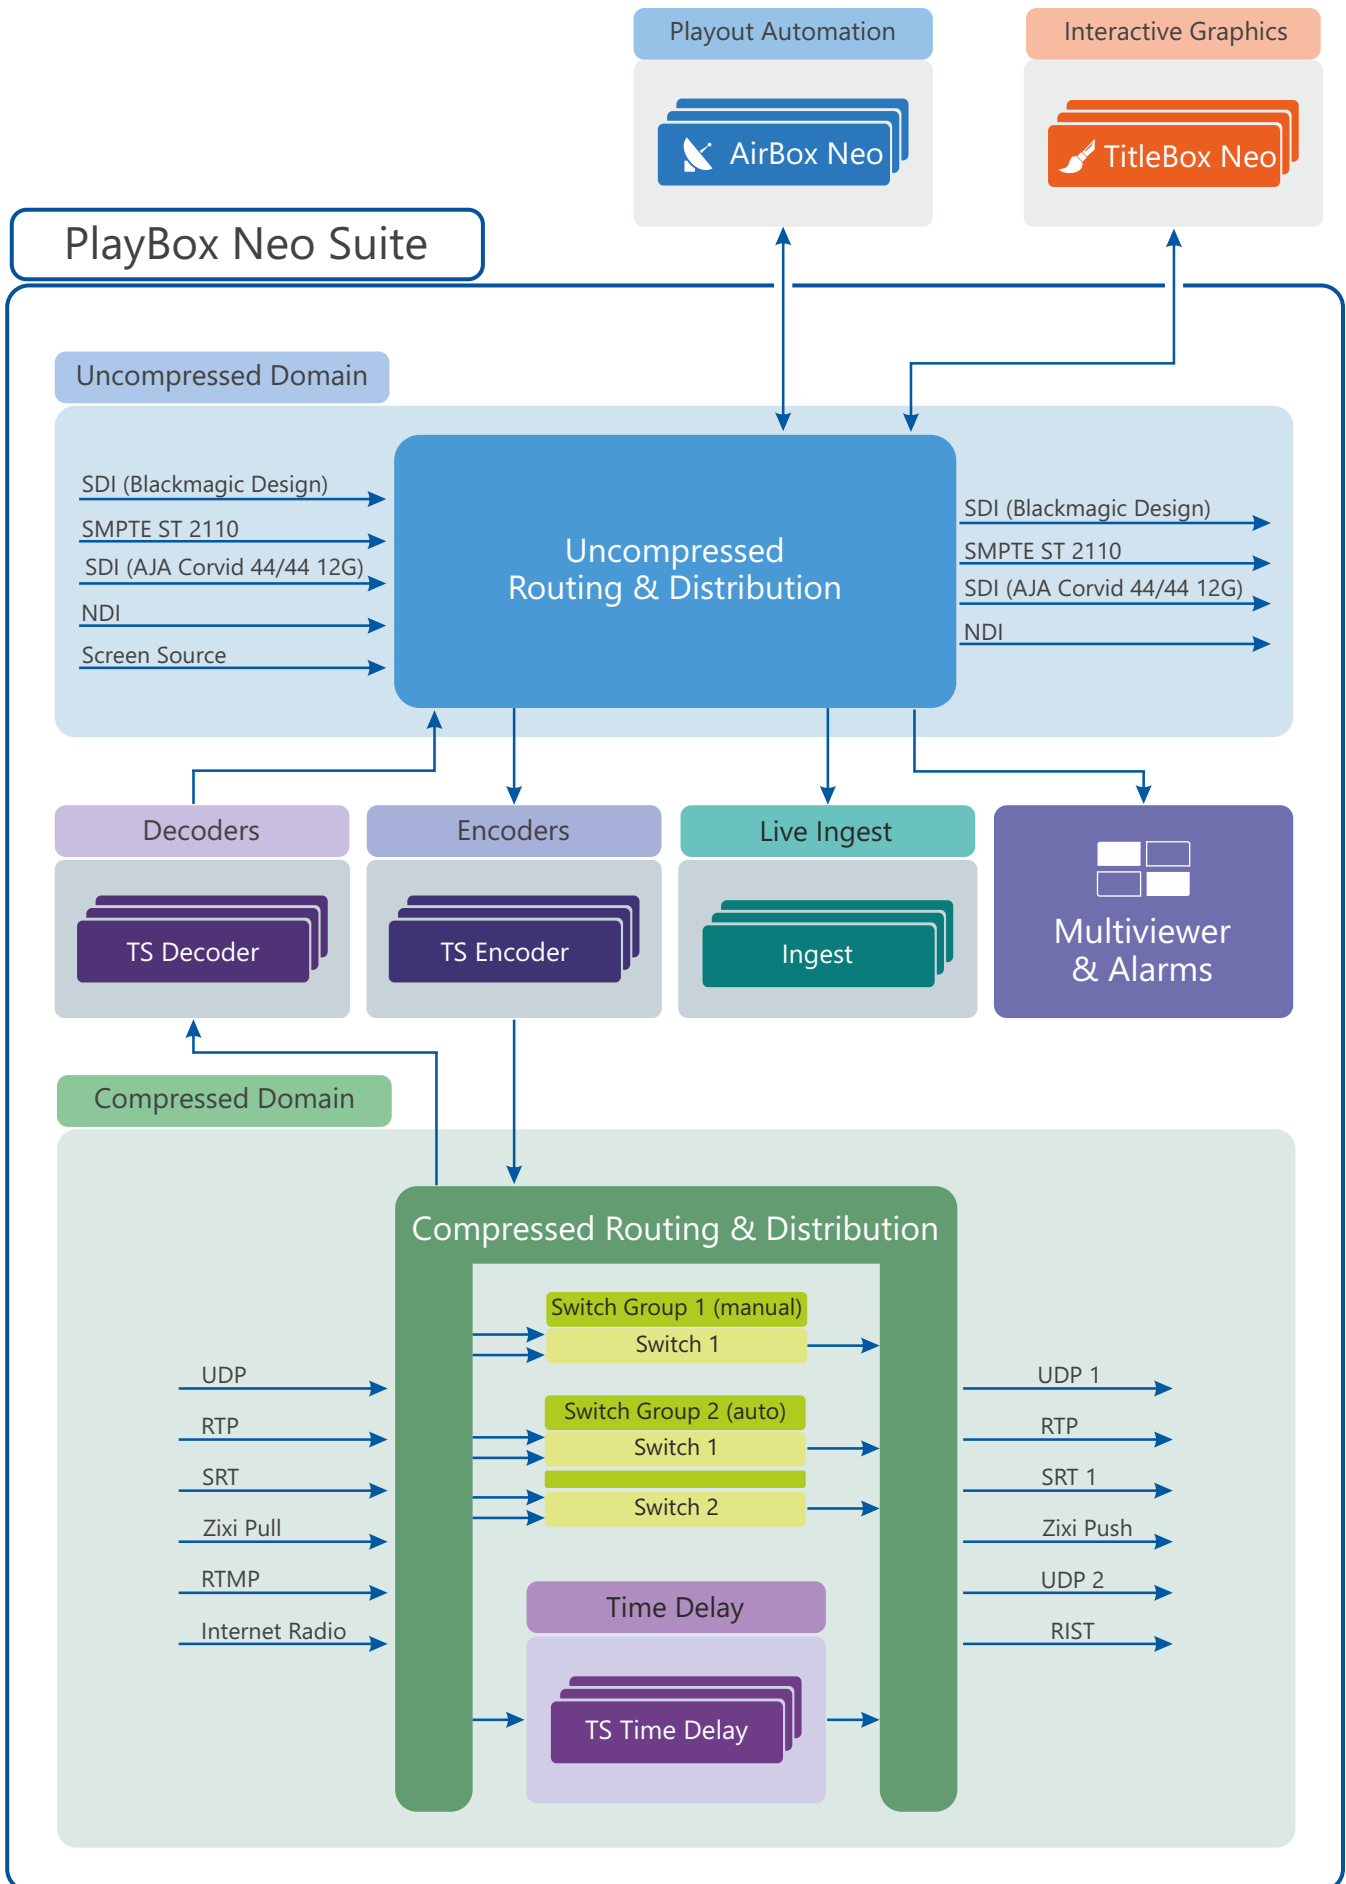 Playout Automation
Interactive Graphics
AirBox Neo
TitleBox Neo
PlayBox Neo Suite
Uncompressed Domain
SDI (Blackmagic Design)
SMPTE ST 2110
SDI (AJA Corvid 44/44 12G)
NDI
Screen Source
Uncompressed
Routing & Distribution
SDI (Blackmagic Design)
SMPTE ST 2110
SDI (AJA Corvid 44/44 12G)
NDI
Decoders
TS Decoder
Encoders
TS Encoder
Live Ingest
Ingest
Multiviewer
& Alarms
Compressed Domain
Compressed Routing & Distribution
Switch Group 1 (manual)
Switch 1
Switch Group 2 (auto)
Switch 1
Switch 2
Time Delay
TS Time Delay
UDP
RTP
SRT
Zixi Pull
RTMP
Internet Radio
UDP 1
RTP
SRT 1
Zixi Push
UDP 2
RIST